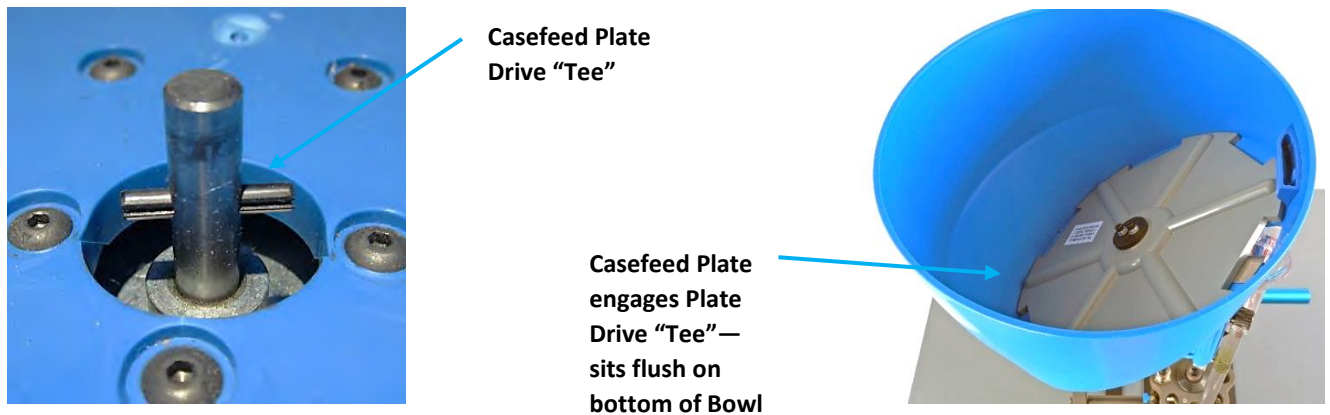 Casefeed Plate
Drive “Tee”
Casefeed Plate
engages Plate
Drive “Tee”—
sits flush on
bottom of Bowl